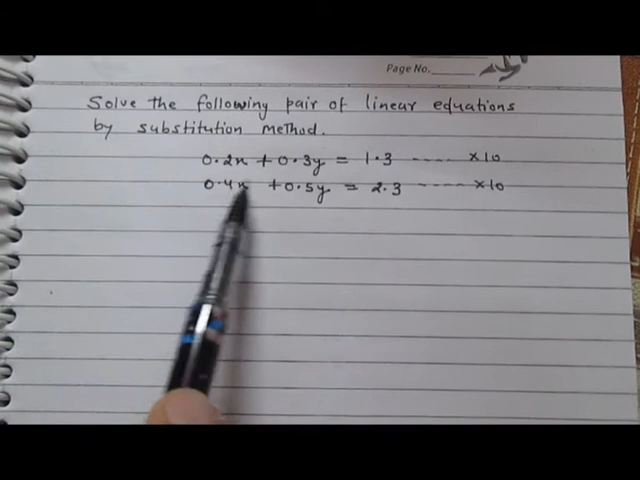 Page No.
Solve the following pair of linear equations
by substitution method.
0.2x + 0.3y = 1.3 ..... ×10
0.4x + 0.5y = 2.3 ...... ×10